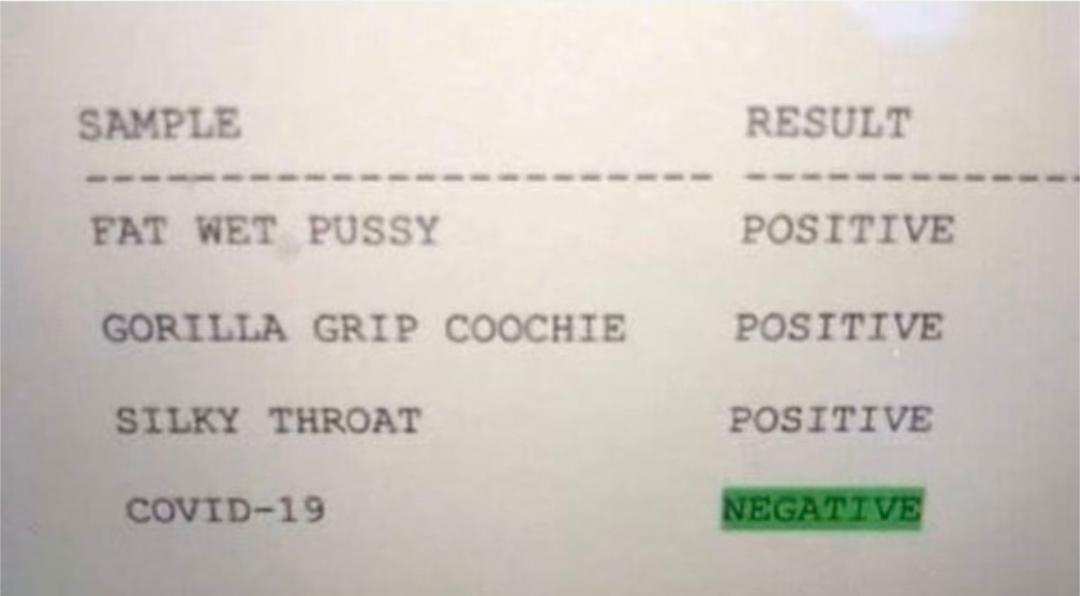 SAMPLE RESULT
---------------------- -------------
FAT WET PUSSY POSITIVE
GORILLA GRIP COOCHIE POSITIVE
SILKY THROAT POSITIVE
COVID-19 NEGATIVE